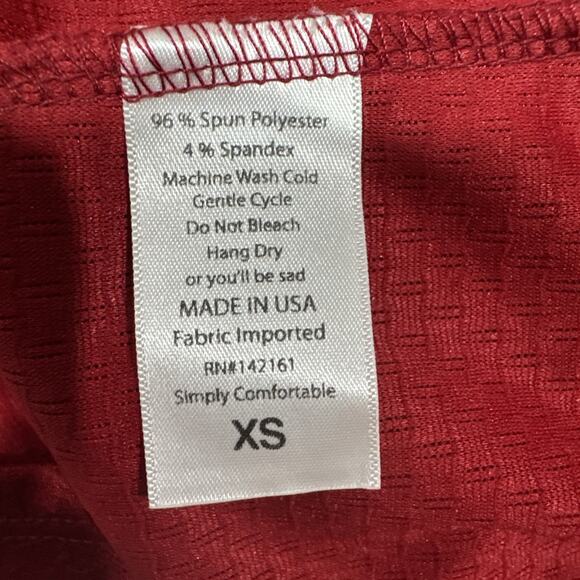 96 % Spun Polyester
4 % Spandex
Machine Wash Cold
Gentle Cycle
Do Not Bleach
Hang Dry
or you'll be sad
MADE IN USA
Fabric Imported
RN#142161
Simply Comfortable
XS